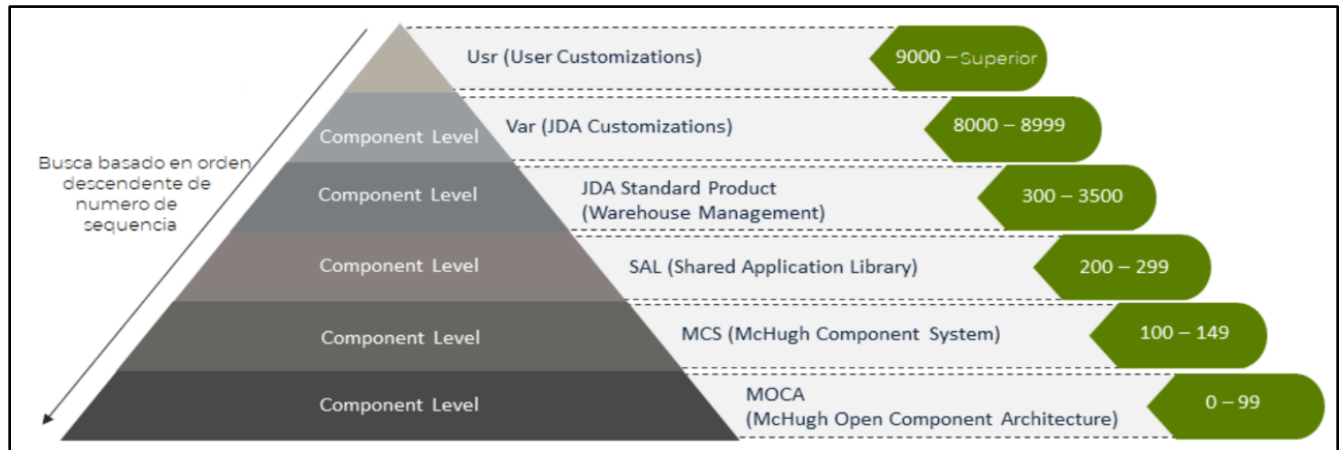 Usr (User Customizations)
9000 – Superior
Component Level
Var (JDA Customizations)
8000 – 8999
Busca basado en orden
descendente de
numero de
sequencia
Component Level
JDA Standard Product
(Warehouse Management)
300 – 3500
Component Level
SAL (Shared Application Library)
200 – 299
Component Level
MCS (McHugh Component System)
100 – 149
Component Level
MOCA
(McHugh Open Component Architecture)
0 – 99